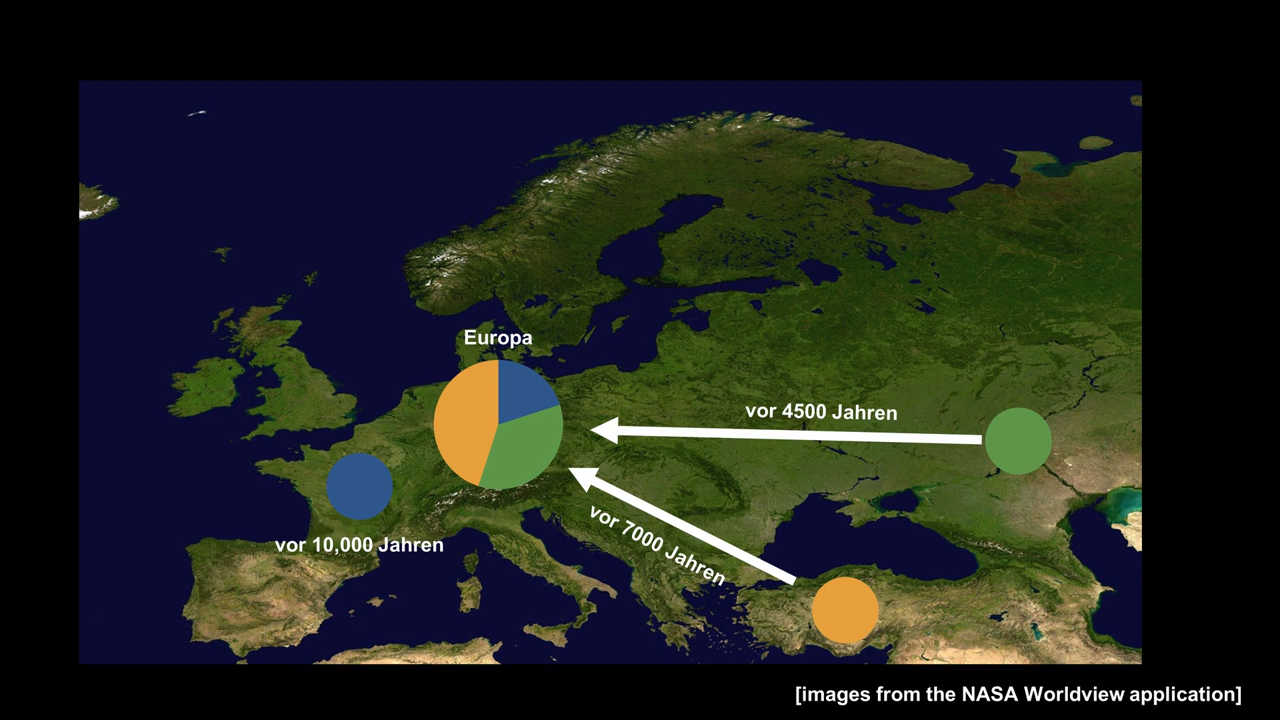 Europa
vor 4500 Jahren
vor 7000 Jahren
vor 10,000 Jahren
[images from the NASA Worldview application]